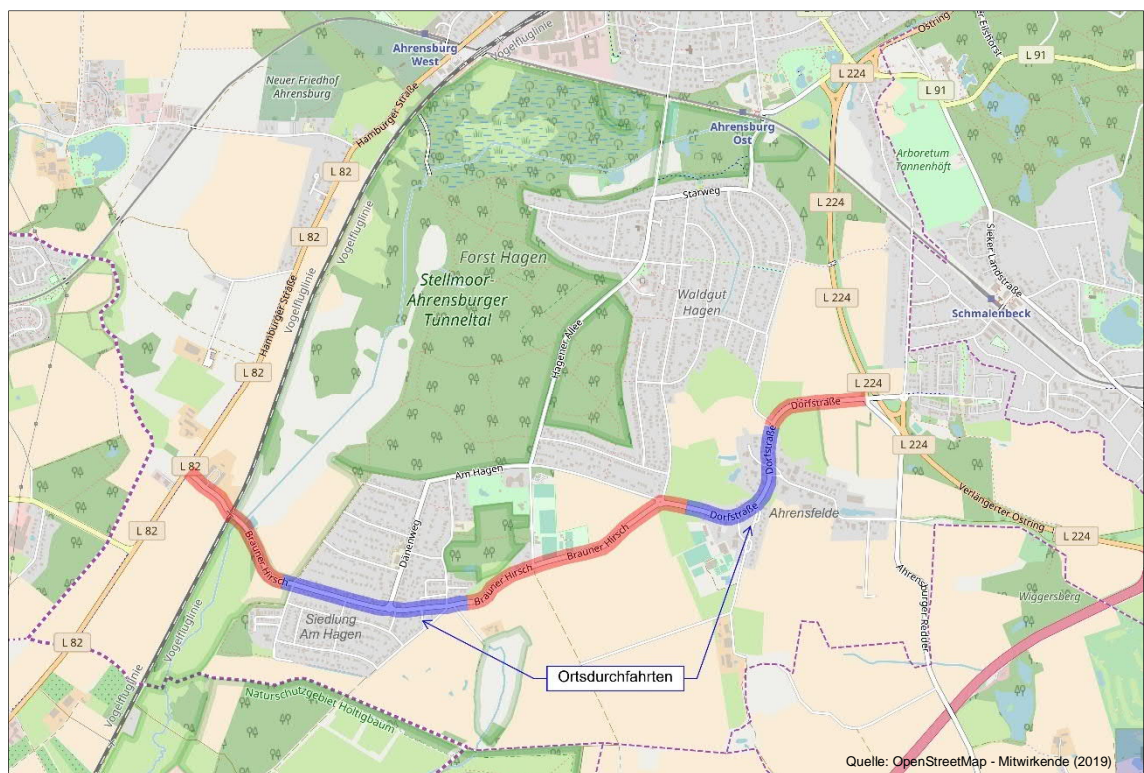 Ahrensburg
West
Vogelfluglinie
Neuer Friedhof
Ahrensburg
Hamburger Straße
L 82
Ostring
L 91
L 224
L 91
Ahrensburg
Ost
Arboretum
Tannenhöft
Starweg
L 82
Vogelfluglinie
L 224
Sieker Landstraße
Forst Hagen
Stellmoor-
Ahrensburger
Tunneltal
Waldgut
Hagen
Hamburger Straße
Vogelfluglinie
L 224
Schmalenbeck
Hagener Allee
L 82
Dorfstraße
L 224
L 224
Dorfstraße
L 82
Am Hagen
Verlängerter Ostring
Dorfstraße
Ahrensfelde
L 82
Brauner Hirsch
Dänenweg
Brauner Hirsch
L 224
Brauner Hirsch
Ahrensburger Redder
Wiggersberg
Siedlung
Am Hagen
L 82
Vogelfluglinie
Ortsdurchfahrten
Naturschutzgebiet Höltigbaum
Vogelfluglinie
Quelle: OpenStreetMap - Mitwirkende (2019)